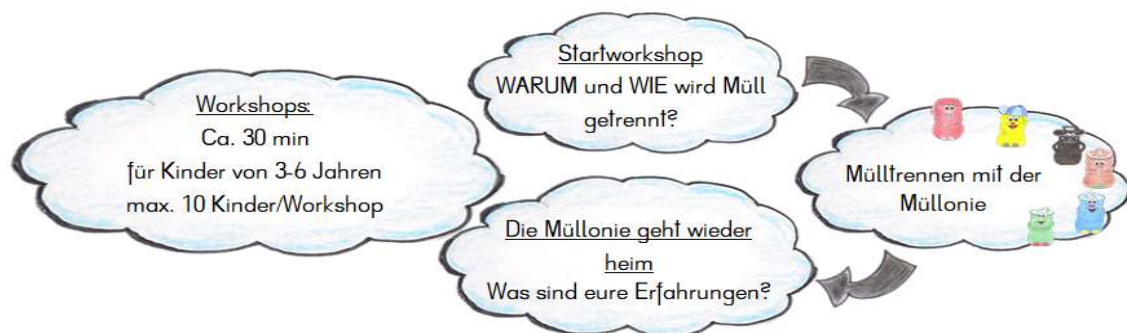 Workshops:
Ca. 30 min
für Kinder von 3-6 Jahren
max. 10 Kinder/Workshop
Startworkshop
WARUM und WIE wird Müll
getrennt?
Mülltrennen mit der
Müllonie
Die Müllonie geht wieder
heim
Was sind eure Erfahrungen?